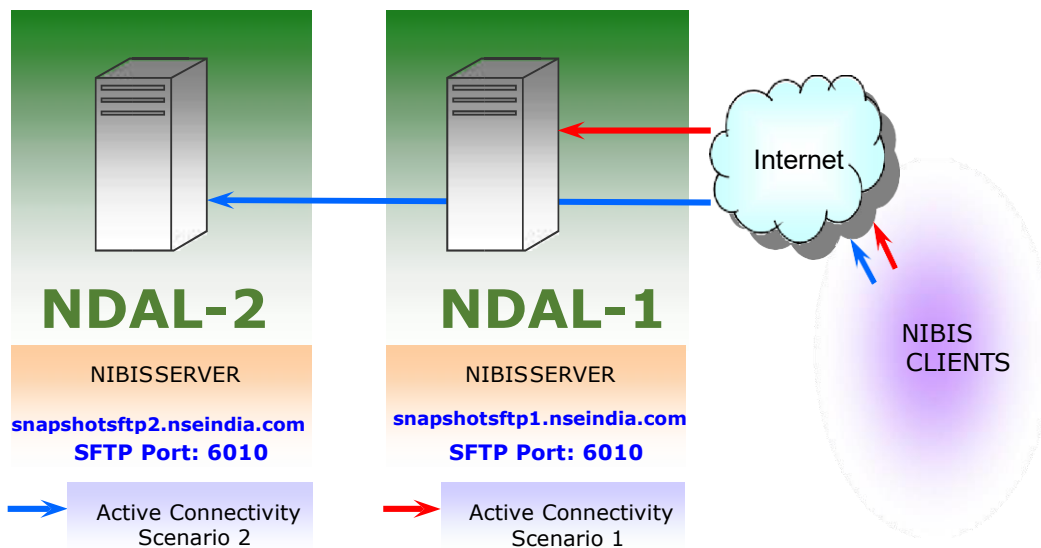 Internet
NDAL-2
NDAL-1
NIBIS
CLIENTS
NIBISSERVER
NIBISSERVER
snapshotsftp2.nseindia.com
SFTP Port: 6010
snapshotsftp1.nseindia.com
SFTP Port: 6010
Active Connectivity
Scenario 2
Active Connectivity
Scenario 1